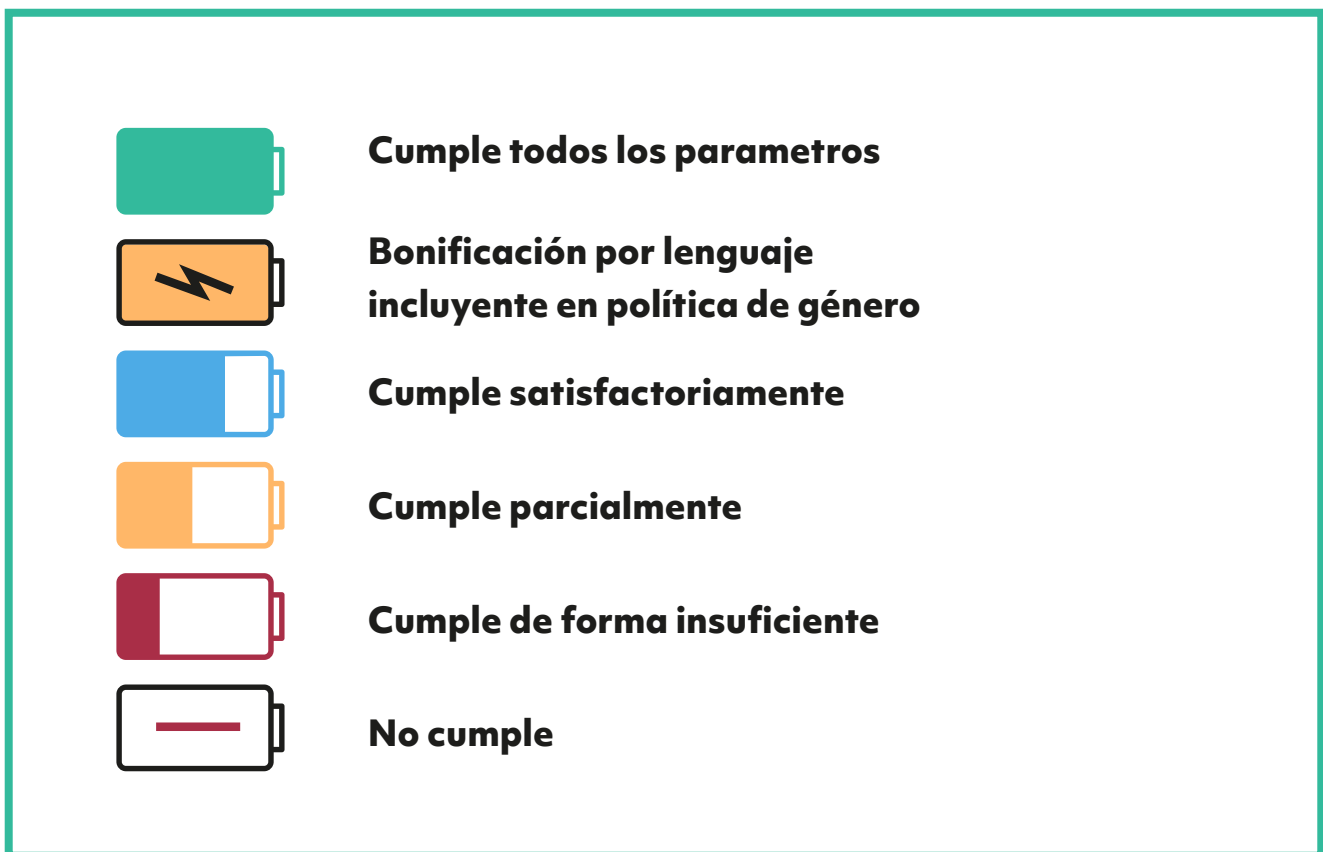 Cumple todos los parametros
Bonificación por lenguaje
incluyente en política de género
Cumple satisfactoriamente
Cumple parcialmente
Cumple de forma insuficiente
No cumple